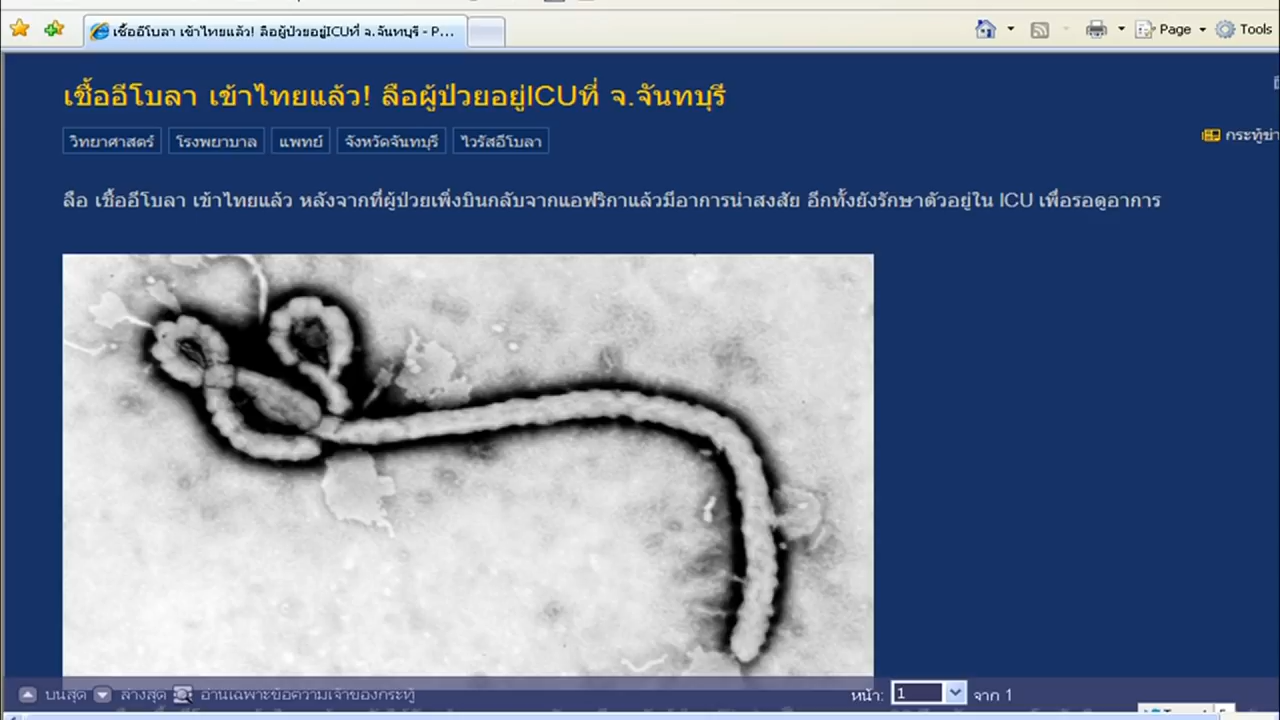 เชื้ออีโบลา เข้าไทยแล้ว! ลือผู้ป่วยอยู่ICUที่ จ.จันทบุรี - P...
Page
Tools
เชื้ออีโบลา เข้าไทยแล้ว! ลือผู้ป่วยอยู่ICUที่ จ.จันทบุรี
วิทยาศาสตร์ โรงพยาบาล แพทย์ จังหวัดจันทบุรี ไวรัสอีโบลา
กระทู้ข่า
ลือ เชื้ออีโบลา เข้าไทยแล้ว หลังจากที่ผู้ป่วยเพิ่งบินกลับจากแอฟริกาแล้วมีอาการน่าสงสัย อีกทั้งยังรักษาตัวอยู่ใน ICU เพื่อรอดูอาการ
บนสุด ล่างสุด อ่านเฉพาะข้อความเจ้าของกระทู้ หน้า: 1 จาก 1